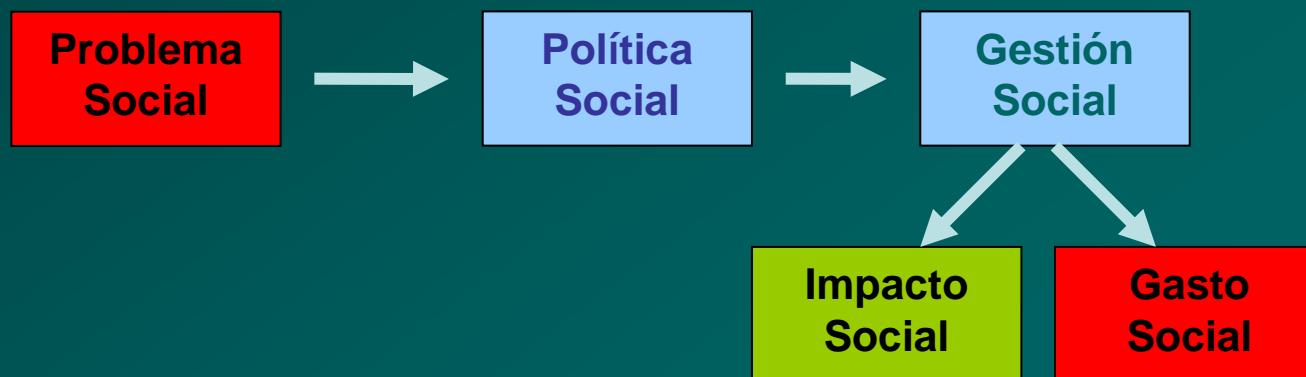 Problema
Social
Política
Social
Gestión
Social
Impacto
Social
Gasto
Social